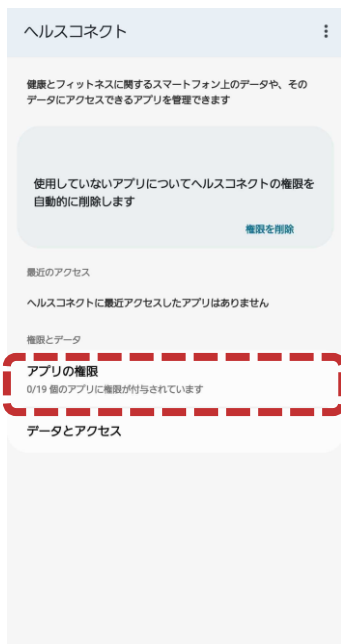 ヘルスコネクト
健康とフィットネスに関するスマートフォン上のデータや、その
データにアクセスできるアプリを管理できます
使用していないアプリについてヘルスコネクトの権限を
自動的に削除します
権限を削除
最近のアクセス
ヘルスコネクトに最近アクセスしたアプリはありません
権限とデータ
アプリの権限
0/19 個のアプリに権限が付与されています
データとアクセス